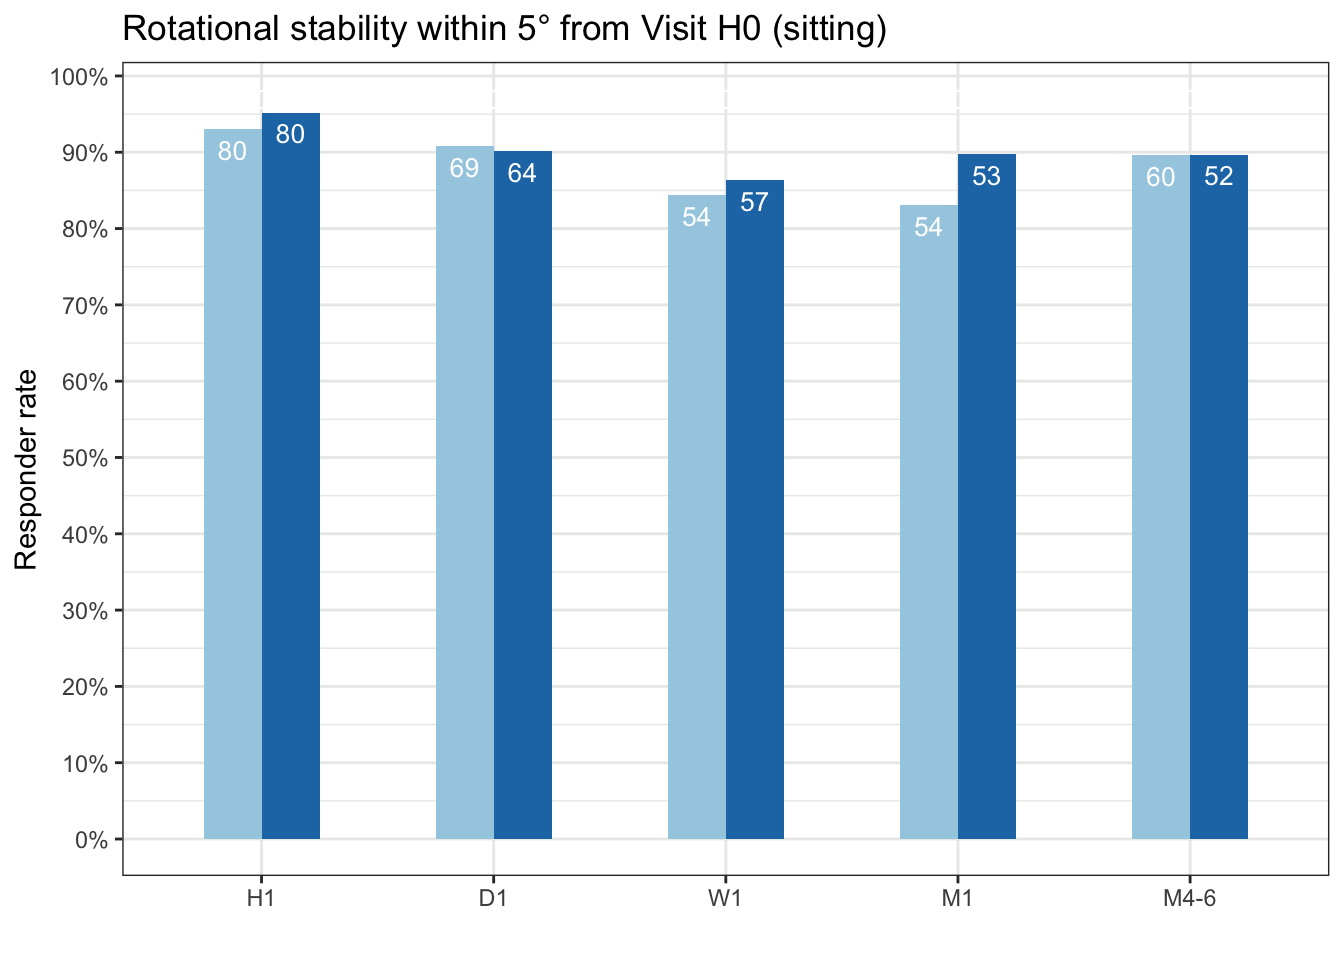 Rotational stability within 5° from Visit H0 (sitting)
Responder rate
100%
90%
80%
70%
60%
50%
40%
30%
20%
10%
0%
80 80 69 64 54 57 54 53 60 52
H1 D1 W1 M1 M4-6